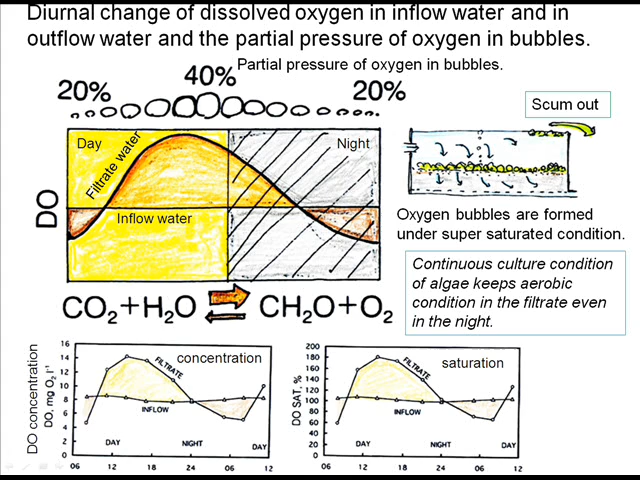 Diurnal change of dissolved oxygen in inflow water and in
outflow water and the partial pressure of oxygen in bubbles.
Partial pressure of oxygen in bubbles.
20% 40% 20%
Scum out
Day
Night
Filtrate water
DO
Inflow water
Oxygen bubbles are formed
under super saturated condition.
Continuous culture condition
of algae keeps aerobic
condition in the filtrate even
in the night.
CO2+H2O CH2O+O2
DO concentration
DO, mg O2 l-1
16
14
12
10
8
6
4
2
0
concentration
FILTRATE
INFLOW
DAY NIGHT DAY
06 12 18 24 06 12
DO SAT, %
200
180
160
140
120
100
80
60
40
20
0
saturation
FILTRATE
INFLOW
DAY NIGHT DAY
06 12 18 24 06 12